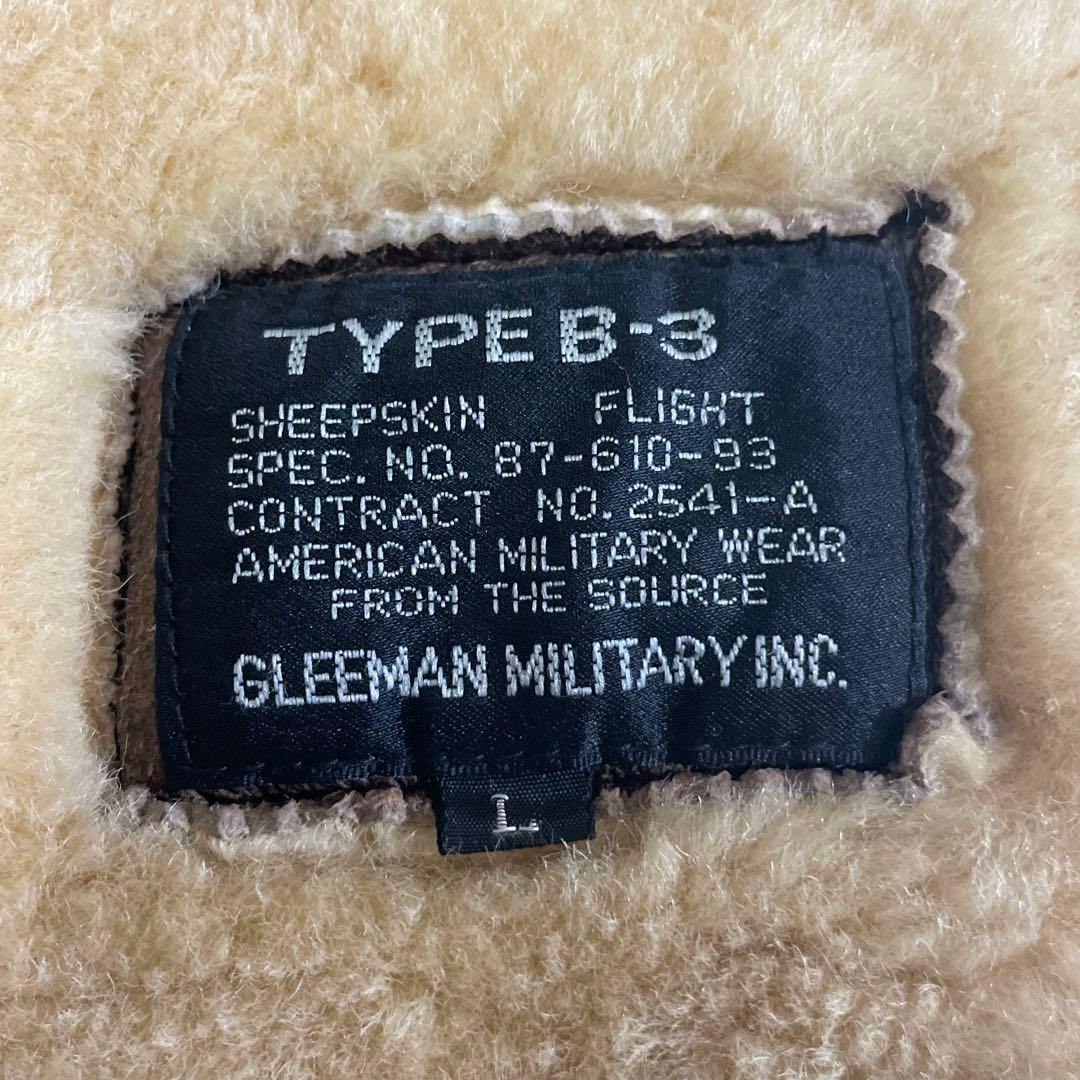 TYPE B-3
SHEEPSKIN FLIGHT
SPEC. NO. 87-610-93
CONTRACT NO. 2541-A
AMERICAN MILITARY WEAR
FROM THE SOURCE
GLEEMAN MILITARY INC.
L